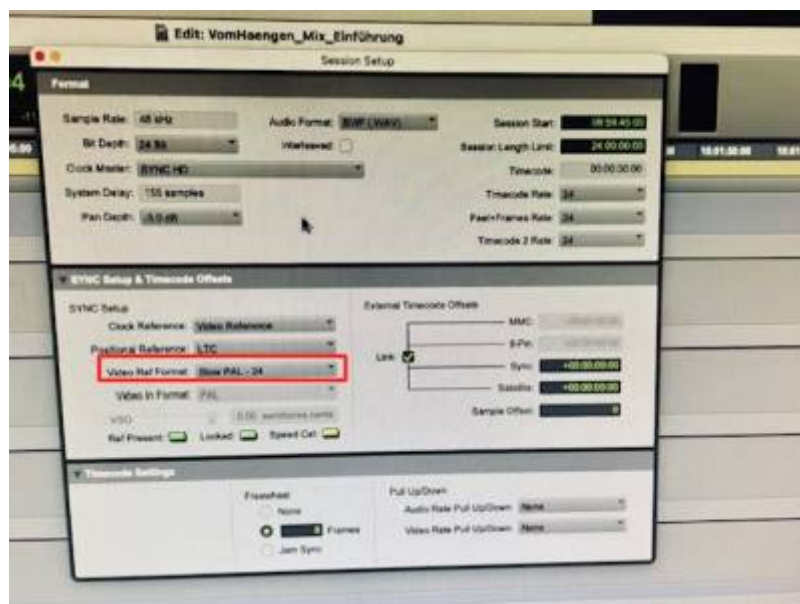 Edit: VomHaengen_Mix_Einführung
Session Setup
Format
Sample Rate: 48 kHz
Audio Format: BWF (.WAV)
Session Start:
Bit Depth: 24 Bit
Interleaved:
Session Length Limit: 24:00:00:00
Clock Master: SYNC HD
Timecode: 00:00:30:00
System Delay: 155 samples
Timecode Rate: 24
Pan Depth: -3.0 dB
Feet+Frames Rate: 24
Timecode 2 Rate: 24
SYNC Setup & Timecode Offsets
SYNC Setup
External Timecode Offsets
Clock Reference: Video Reference
MMC:
Positional Reference: LTC
9-Pin:
Link:
Video Ref Format: Slow PAL - 24
Sync: +00:00:00:00
Video In Format: PAL
Satellite: +00:00:00:00
VSO
Sample Offset: 0
Ref Present: Locked: Speed Cal:
Timecode Settings
Freewheel
Pull Up/Down
None
Audio Rate Pull Up/Down: None
Frames
Video Rate Pull Up/Down: None
Jam Sync